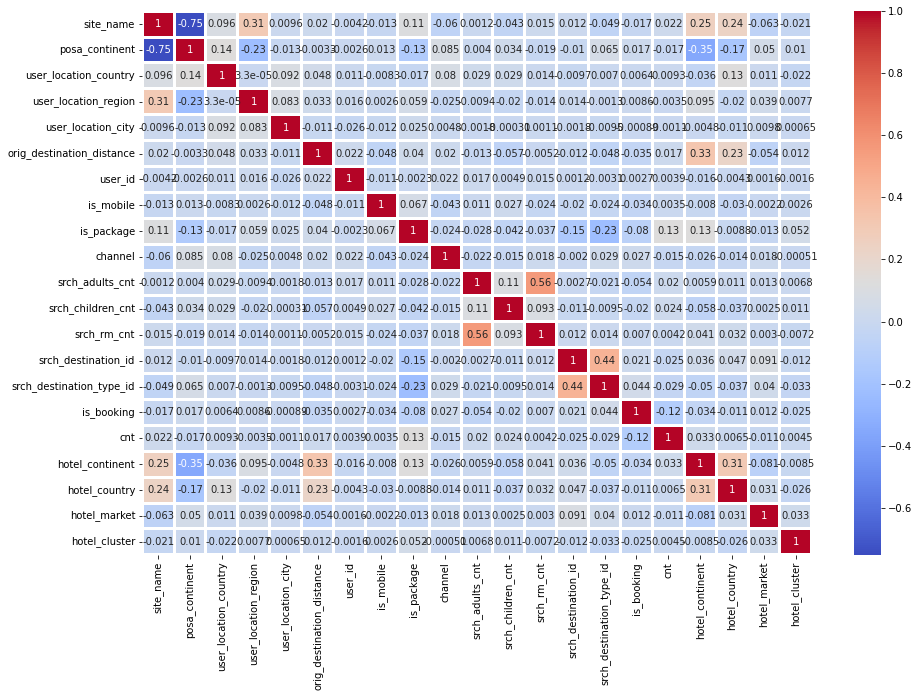 site_name 1 -0.75 0.096 0.31 0.0096 0.02 -0.0042 -0.013 0.11 -0.06 0.0012 -0.043 0.015 0.012 -0.049 -0.017 0.022 0.25 0.24 -0.063 -0.021
posa_continent -0.75 1 0.14 -0.23 -0.013 -0.0033 -0.0026 0.013 -0.13 0.085 0.004 0.034 -0.019 -0.01 0.065 0.017 -0.017 -0.35 -0.17 0.05 0.01
user_location_country 0.096 0.14 1 3.3e-05 0.092 0.048 0.011 -0.0083 -0.017 0.08 0.029 0.029 0.014 -0.0097 0.007 0.0064 0.0093 -0.036 0.13 0.011 -0.022
user_location_region 0.31 -0.23 3.3e-05 1 0.083 0.033 0.016 0.0026 0.059 -0.025 -0.0094 -0.02 -0.014 0.014 -0.0013 0.0086 -0.0035 0.095 -0.02 0.039 0.0077
user_location_city -0.0096 -0.013 0.092 0.083 1 -0.011 -0.026 -0.012 0.025 0.0048 -0.0018 -0.00031 -0.0011 -0.0018 -0.0095 -0.00089 -0.0011 -0.0048 -0.011 0.0098 0.00065
orig_destination_distance 0.02 -0.0033 0.048 0.033 -0.011 1 0.022 -0.048 0.04 0.02 -0.013 -0.057 -0.0052 -0.012 -0.048 -0.035 0.017 0.33 0.23 -0.054 0.012
user_id -0.0042 -0.0026 0.011 0.016 -0.026 0.022 1 -0.011 -0.0023 0.022 0.017 0.0049 0.015 0.0012 -0.0031 -0.0027 0.0039 -0.016 -0.0043 -0.0016 -0.0016
is_mobile -0.013 0.013 -0.0083 0.0026 -0.012 -0.048 -0.011 1 0.067 -0.043 0.011 0.027 -0.024 -0.02 -0.024 -0.034 0.0035 -0.008 -0.03 -0.0022 0.0026
is_package 0.11 -0.13 -0.017 0.059 0.025 0.04 -0.0023 0.067 1 -0.024 -0.028 -0.042 -0.037 -0.15 -0.23 -0.08 0.13 0.13 -0.0088 -0.013 0.052
channel -0.06 0.085 0.08 -0.025 0.0048 0.02 0.022 -0.043 -0.024 1 -0.022 -0.015 0.018 -0.002 0.029 0.027 -0.015 -0.026 -0.014 0.018 -0.00051
srch_adults_cnt -0.0012 0.004 0.029 -0.0094 -0.0018 -0.013 0.017 0.011 -0.028 -0.022 1 0.11 0.56 -0.0027 -0.021 -0.054 0.02 0.0059 0.011 0.013 0.0068
srch_children_cnt -0.043 0.034 0.029 -0.02 -0.00031 -0.057 0.0049 0.027 -0.042 -0.015 0.11 1 0.093 -0.011 -0.0095 -0.02 0.024 -0.058 -0.037 0.0025 0.011
srch_rm_cnt 0.015 -0.019 0.014 -0.014 0.0011 -0.0052 0.015 -0.024 -0.037 0.018 0.56 0.093 1 0.012 0.014 0.007 0.0042 0.041 0.032 0.003 -0.0072
srch_destination_id 0.012 -0.01 -0.0097 0.014 -0.0018 -0.012 0.0012 -0.02 -0.15 -0.002 -0.0027 -0.011 0.012 1 0.44 0.021 -0.025 0.036 0.047 0.091 -0.012
srch_destination_type_id -0.049 0.065 0.007 -0.0013 -0.0095 -0.048 -0.0031 -0.024 -0.23 0.029 -0.021 -0.0095 0.014 0.44 1 0.044 -0.029 -0.05 -0.037 0.04 -0.033
is_booking -0.017 0.017 0.0064 0.0086 -0.00089 -0.035 -0.0027 -0.034 -0.08 0.027 -0.054 -0.02 0.007 0.021 0.044 1 -0.12 -0.034 -0.011 0.012 -0.025
cnt 0.022 -0.017 0.0093 -0.0035 -0.0011 0.017 0.0039 0.0035 0.13 -0.015 0.02 0.024 0.0042 -0.025 -0.029 -0.12 1 0.033 0.0065 -0.011 0.0045
hotel_continent 0.25 -0.35 -0.036 0.095 -0.0048 0.33 -0.016 -0.008 0.13 -0.026 0.0059 -0.058 0.041 0.036 -0.05 -0.034 0.033 1 0.31 -0.081 -0.0085
hotel_country 0.24 -0.17 0.13 -0.02 -0.011 0.23 -0.0043 -0.03 -0.0088 -0.014 0.011 -0.037 0.032 0.047 -0.037 -0.011 0.0065 0.31 1 0.031 -0.026
hotel_market -0.063 0.05 0.011 0.039 0.0098 -0.054 0.0016 -0.0022 -0.013 0.018 0.013 0.0025 0.003 0.091 0.04 0.012 -0.011 -0.081 0.031 1 0.033
hotel_cluster -0.021 0.01 -0.022 0.0077 0.00065 0.012 -0.0016 0.0026 0.052 -0.00051 0.0068 0.011 -0.0072 -0.012 -0.033 -0.025 0.0045 -0.0085 -0.026 0.033 1
site_name
posa_continent
user_location_country
user_location_region
user_location_city
orig_destination_distance
user_id
is_mobile
is_package
channel
srch_adults_cnt
srch_children_cnt
srch_rm_cnt
srch_destination_id
srch_destination_type_id
is_booking
cnt
hotel_continent
hotel_country
hotel_market
hotel_cluster
1.0
0.8
0.6
0.4
0.2
0.0
−0.2
−0.4
−0.6